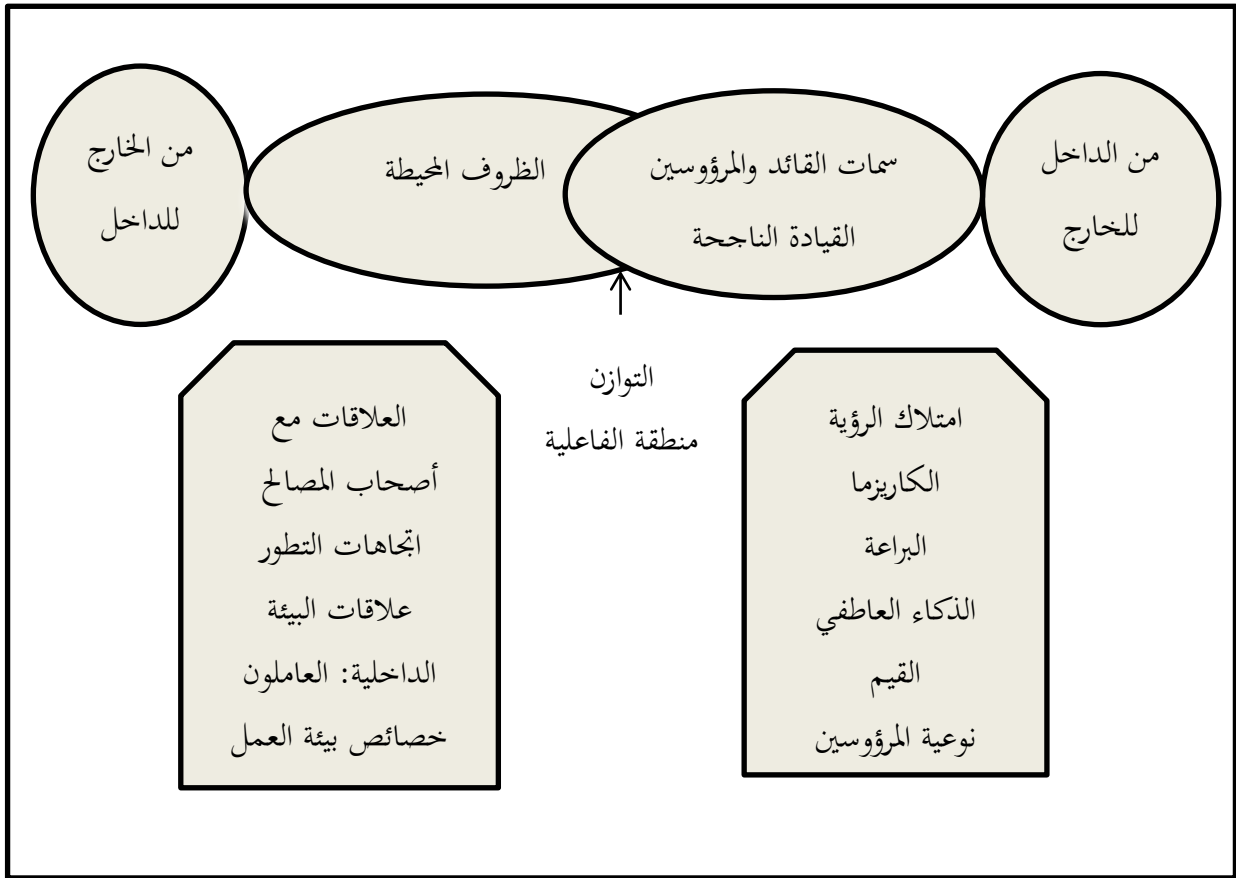 من الداخل
للخارج
سمات القائد والمرؤوسين
القيادة الناجحة
الظروف المحيطة
من الخارج
للداخل
التوازن
منطقة الفاعلية
امتلاك الرؤية
الكاريزما
البراعة
الذكاء العاطفي
القيم
نوعية المرؤوسين
العلاقات مع
أصحاب المصالح
اتجاهات التطور
علاقات البيئة
الداخلية: العاملون
خصائص بيئة العمل